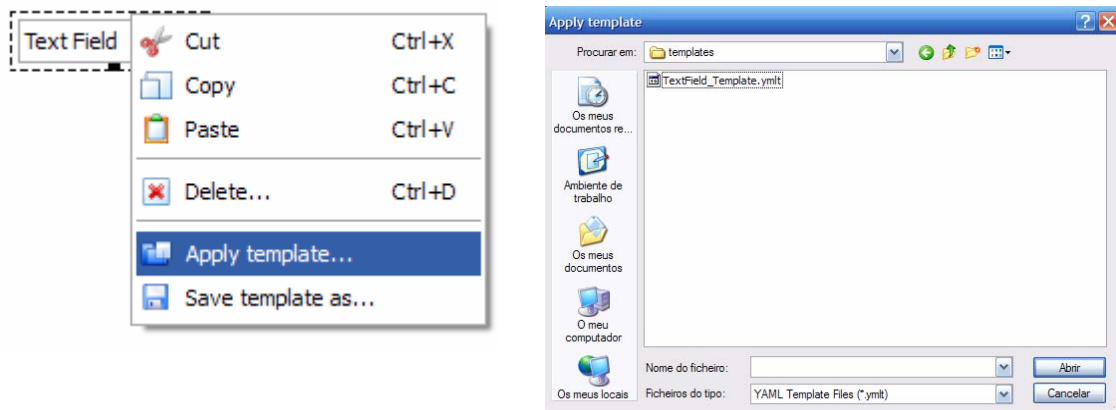 Text Field
Cut Ctrl+X
Copy Ctrl+C
Paste Ctrl+V
Delete... Ctrl+D
Apply template...
Save template as...
Apply template
Procurar em: templates
TextField_Template.ymlt
Os meus
documentos re...
Ambiente de
trabalho
Os meus
documentos
O meu
computador
Os meus locais
Nome do ficheiro:
Abrir
Ficheiros do tipo: YAML Template Files (*.ymlt)
Cancelar